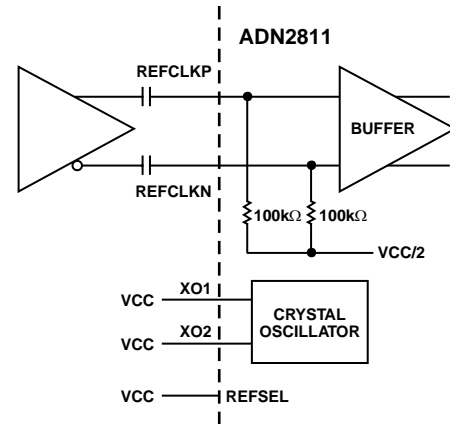 ADN2811
REFCLKP
BUFFER
REFCLKN
100kΩ 100kΩ
VCC/2
VCC XO1
CRYSTAL
OSCILLATOR
VCC XO2
VCC REFSEL